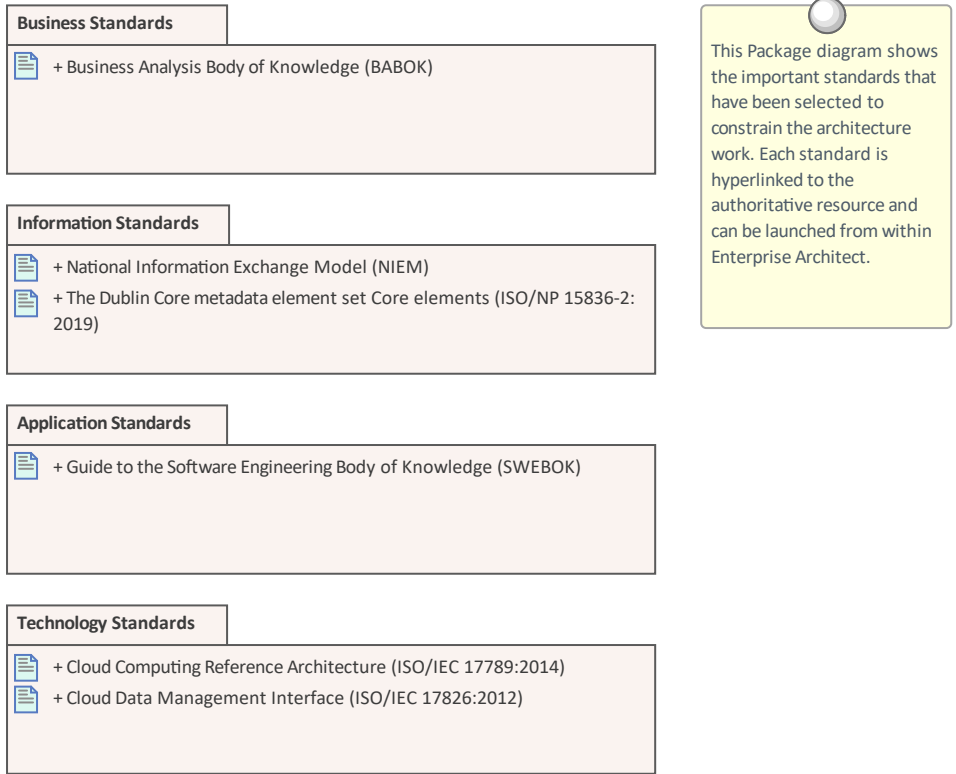 Business Standards
+ Business Analysis Body of Knowledge (BABOK)
Information Standards
+ National Information Exchange Model (NIEM)
+ The Dublin Core metadata element set Core elements (ISO/NP 15836-2:
2019)
Application Standards
+ Guide to the Software Engineering Body of Knowledge (SWEBOK)
Technology Standards
+ Cloud Computing Reference Architecture (ISO/IEC 17789:2014)
+ Cloud Data Management Interface (ISO/IEC 17826:2012)
This Package diagram shows
the important standards that
have been selected to
constrain the architecture
work. Each standard is
hyperlinked to the
authoritative resource and
can be launched from within
Enterprise Architect.